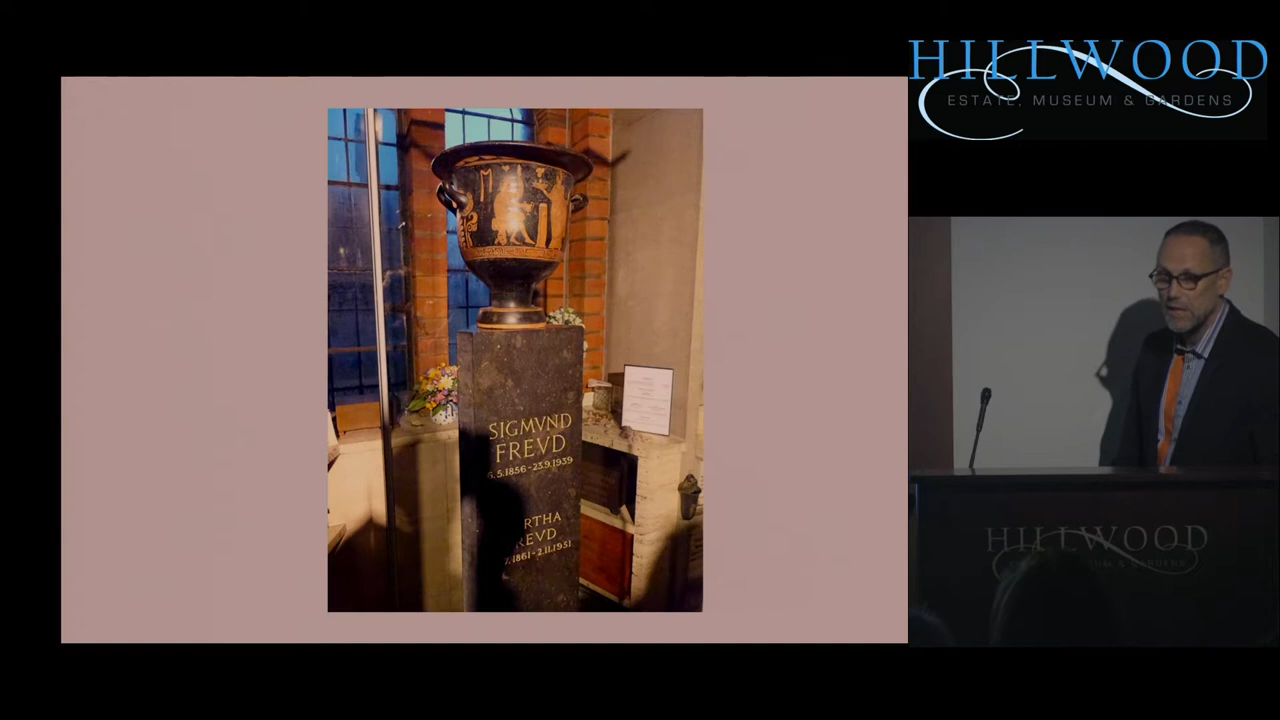 HILLWOOD
ESTATE, MUSEUM & GARDENS
SIGMVND
FREVD
6.5.1856-23.9.1939
RTHA
REVD
1861-2.11.1951
HILLWOOD